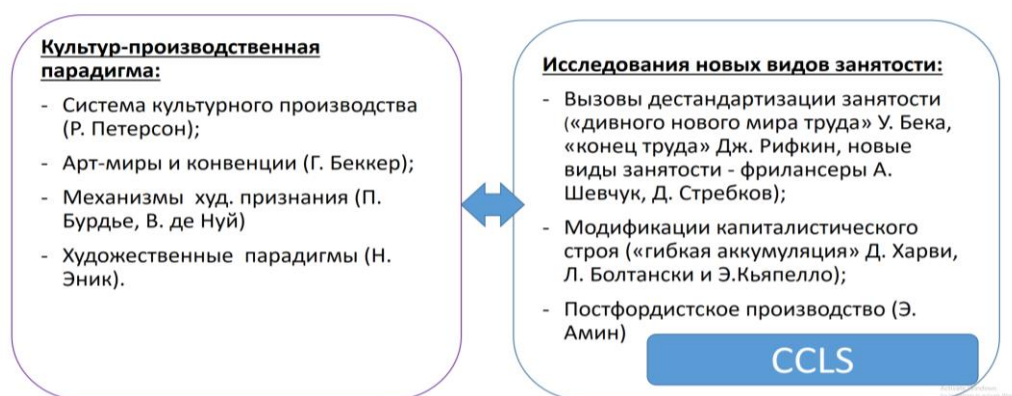 Культур-производственная
парадигма:
- Система культурного производства
(Р. Петерсон);
- Арт-миры и конвенции (Г. Беккер);
- Механизмы худ. признания (П.
Бурдье, В. де Нуй)
- Художественные парадигмы (Н.
Эник).
Исследования новых видов занятости:
- Вызовы дестандартизации занятости
(«дивного нового мира труда» У. Бека,
«конец труда» Дж. Рифкин, новые
виды занятости - фрилансеры А.
Шевчук, Д. Стребков);
- Модификации капиталистического
строя («гибкая аккумуляция» Д. Харви,
Л. Болтански и Э.Кьяпелло);
- Постфордистское производство (Э.
Амин)
CCLS